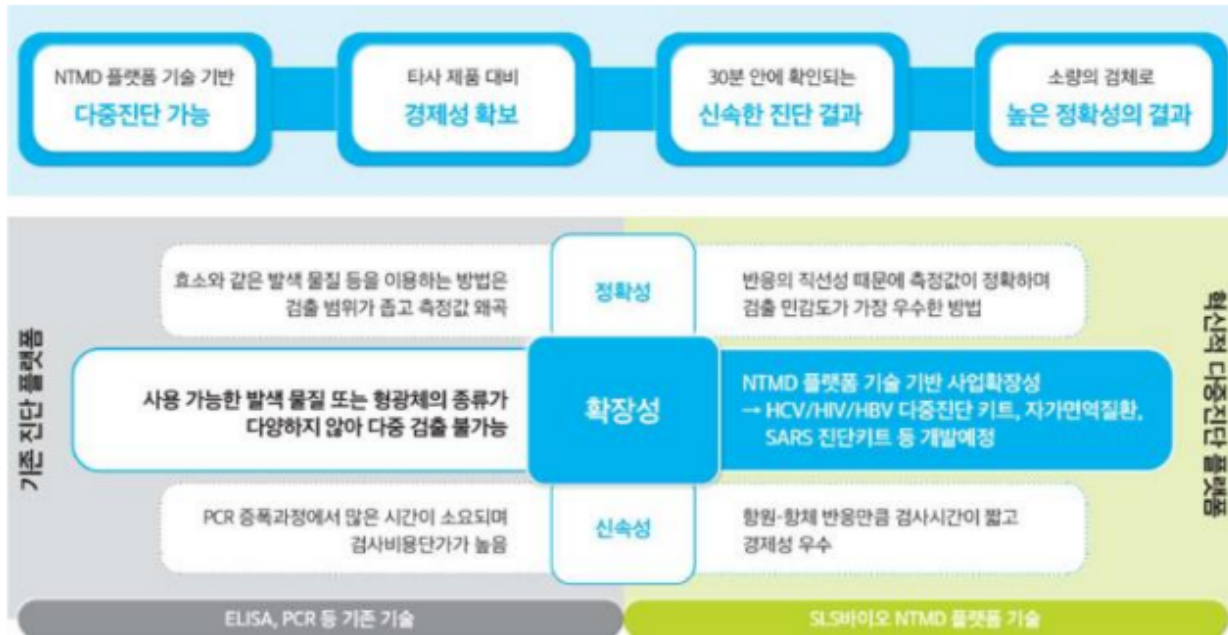 NTMD 플랫폼 기술 기반
다중진단 가능
타사 제품 대비
경제성 확보
30분 안에 확인되는
신속한 진단 결과
소량의 검체로
높은 정확성의 결과
기존 진단 플랫폼
효소와 같은 발색 물질 등을 이용하는 방법은
검출 범위가 좁고 측정값 왜곡
정확성
반응의 직선성 때문에 측정값이 정확하며
검출 민감도가 가장 우수한 방법
사용 가능한 발색 물질 또는 형광체의 종류가
다양하지 않아 다중 검출 불가능
확장성
NTMD 플랫폼 기술 기반 사업확장성
→ HCV/HIV/HBV 다중진단 키트, 자가면역질환,
SARS 진단키트 등 개발예정
PCR 증폭과정에서 많은 시간이 소요되며
검사비용단가가 높음
신속성
항원-항체 반응만큼 검사시간이 짧고
경제성 우수
혁신적 다중진단 플랫폼
ELISA, PCR 등 기존 기술
SLS바이오 NTMD 플랫폼 기술